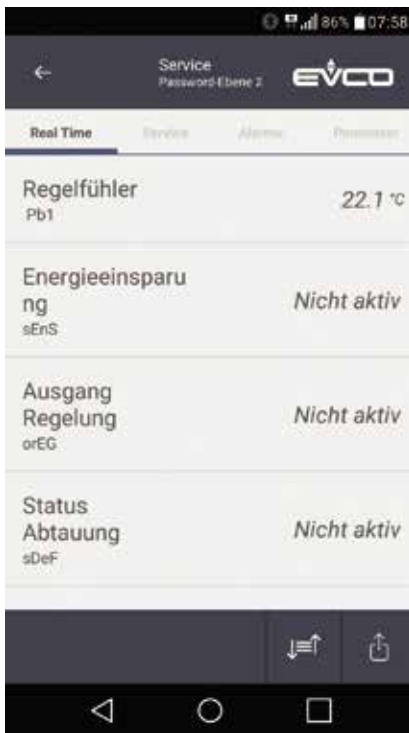 86% 07:58
Service
Password-Ebene 2
EVCO
Real Time Service Alarme Parameter
Regelfühler
Pb1
22.1 °C
Energieeinsparu
ng
sEnS
Nicht aktiv
Ausgang
Regelung
orEG
Nicht aktiv
Status
Abtauung
sDeF
Nicht aktiv